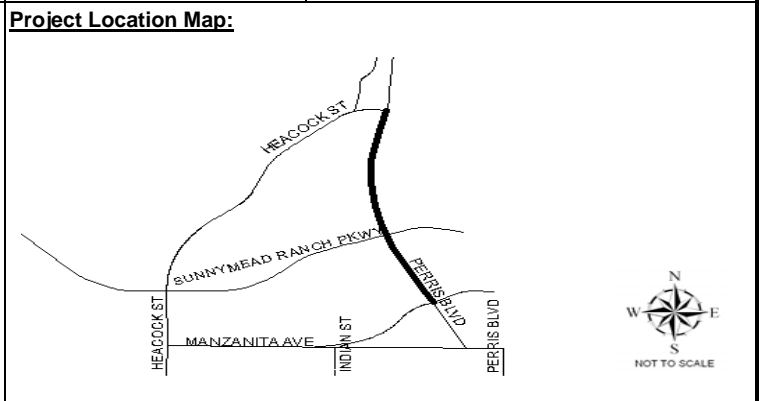 Project Location Map:
HEACOCK ST
SUNNYMEAD RANCH PKWY
PERRIS BLVD
HEACOCK ST
MANZANITA AVE
INDIAN ST
PERRIS BLVD
N
W
E
S
NOT TO SCALE